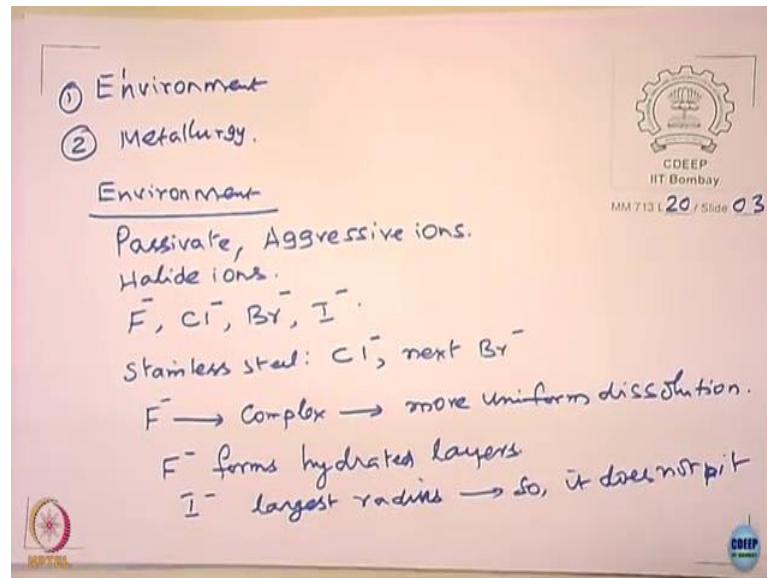 ① Environment
② Metallurgy.
Environment
Passivate, Aggressive ions.
Halide ions.
F⁻, Cl⁻, Br⁻, I⁻.
Stainless steel: Cl⁻, next Br⁻
F⁻ → Complex → more uniform dissolution.
F⁻ forms hydrated layers
I⁻ largest radius → so, it does not pit
CDEEP
IIT Bombay
MM 713 L 20 / Slide 03
NPTEL
CDEEP
IIT BOMBAY